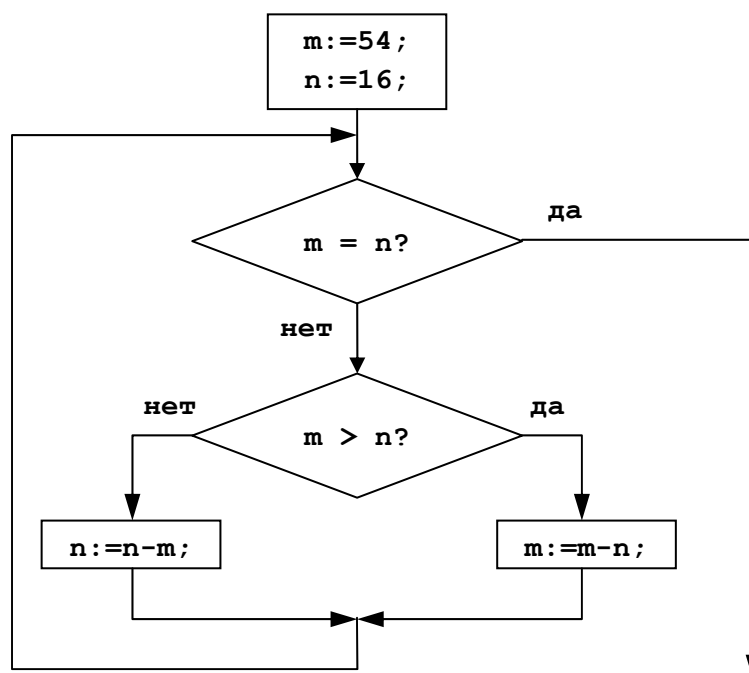 m:=54;
n:=16;
да
m = n?
нет
нет
да
m > n?
n:=n-m;
m:=m-n;